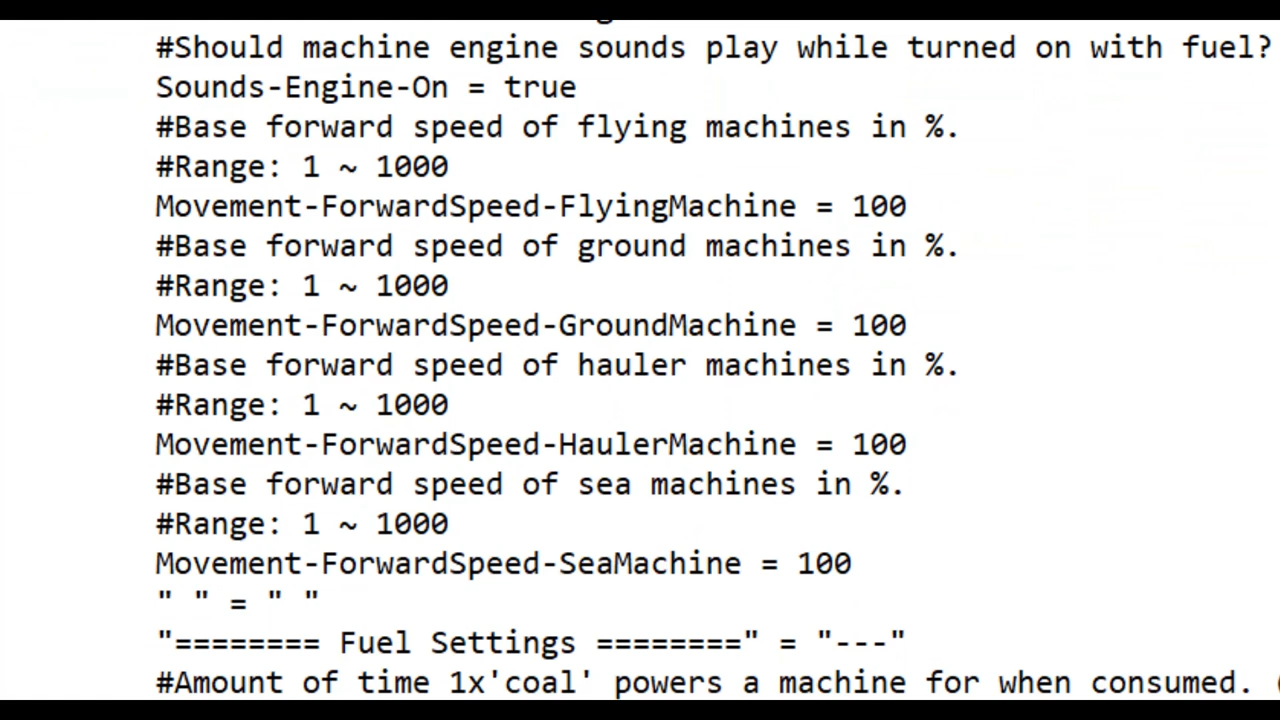 #Should machine engine sounds play while turned on with fuel?
Sounds-Engine-On = true
#Base forward speed of flying machines in %.
#Range: 1 ~ 1000
Movement-ForwardSpeed-FlyingMachine = 100
#Base forward speed of ground machines in %.
#Range: 1 ~ 1000
Movement-ForwardSpeed-GroundMachine = 100
#Base forward speed of hauler machines in %.
#Range: 1 ~ 1000
Movement-ForwardSpeed-HaulerMachine = 100
#Base forward speed of sea machines in %.
#Range: 1 ~ 1000
Movement-ForwardSpeed-SeaMachine = 100
" " = " "
"======== Fuel Settings ========" = "---"
#Amount of time 1x'coal' powers a machine for when consumed.